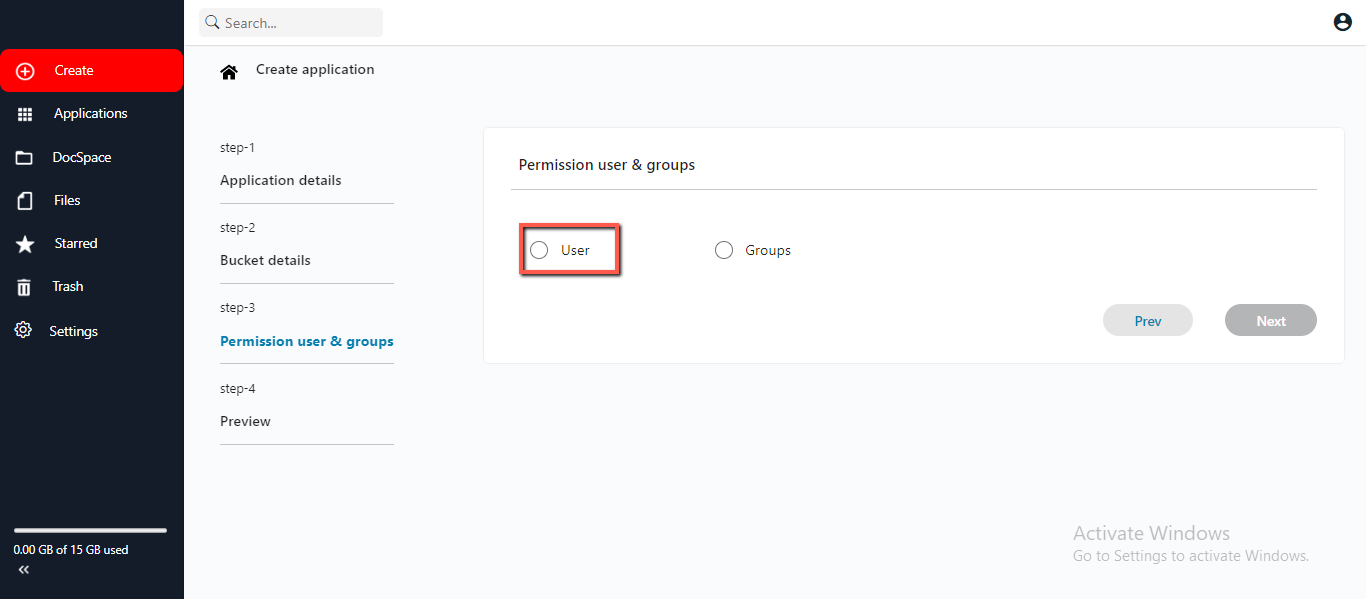 Search...
Create
Applications
DocSpace
Files
Starred
Trash
Settings
0.00 GB of 15 GB used
Create application
step-1
Application details
step-2
Bucket details
step-3
Permission user & groups
step-4
Preview
Permission user & groups
User
Groups
Prev
Next
Activate Windows
Go to Settings to activate Windows.